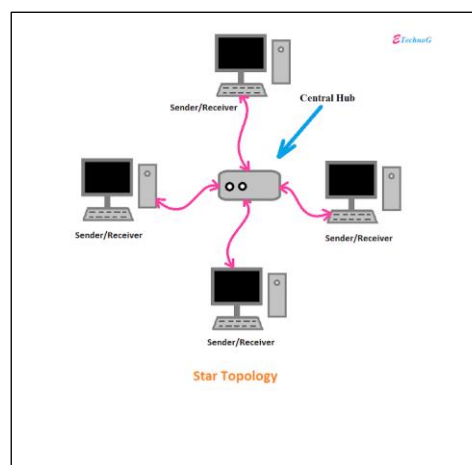 ETechnoG
Sender/Receiver
Central Hub
Sender/Receiver
Sender/Receiver
Sender/Receiver
Star Topology